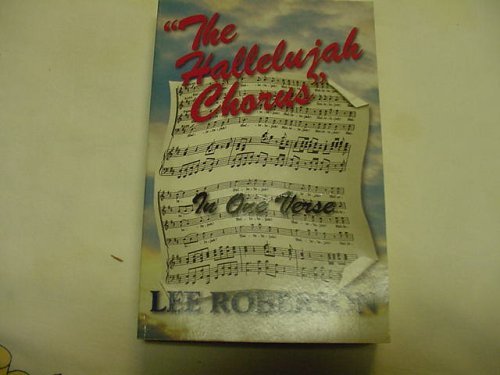 "The
Hallelujah
Chorus"
In One Verse
LEE ROBERSON